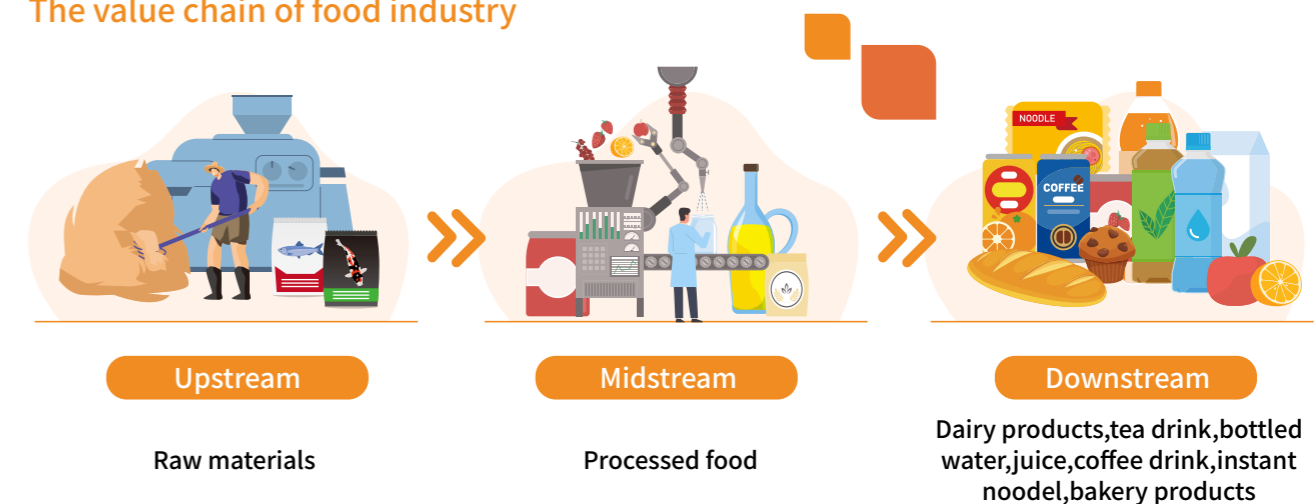 The value chain of food industry
NOODLE
COFFEE
Upstream
Midstream
Downstream
Raw materials
Processed food
Dairy products,tea drink,bottled
water,juice,coffee drink,instant
noodel,bakery products